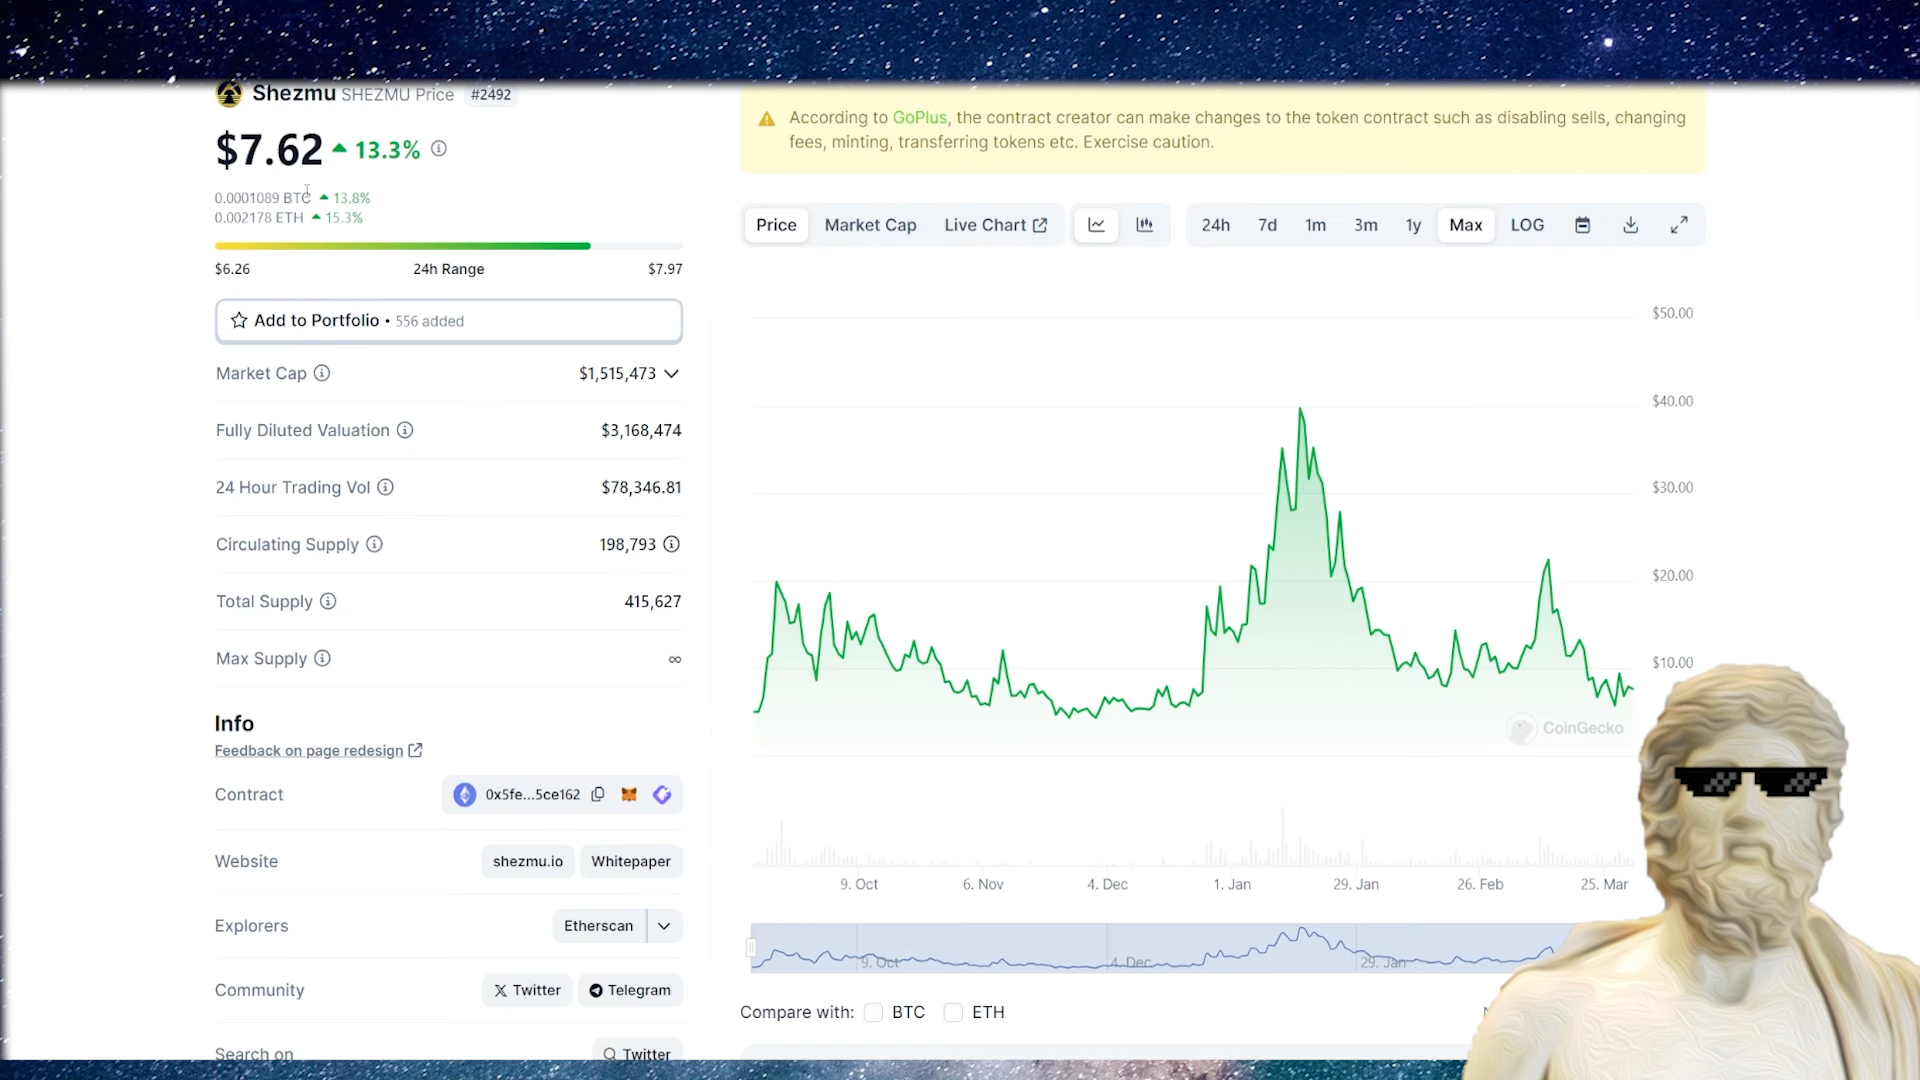 Shezmu SHEZMU Price #2492
$7.62 13.3%
0.0001089 BTC 13.8%
0.002178 ETH 15.3%
$6.26 24h Range $7.97
Add to Portfolio • 556 added
Market Cap $1,515,473
Fully Diluted Valuation $3,168,474
24 Hour Trading Vol $78,346.81
Circulating Supply 198,793
Total Supply 415,627
Max Supply ∞
Info
Feedback on page redesign
Contract 0x5fe...5ce162
Website shezmu.io Whitepaper
Explorers Etherscan
Community Twitter Telegram
Search on Twitter
According to GoPlus, the contract creator can make changes to the token contract such as disabling sells, changing
fees, minting, transferring tokens etc. Exercise caution.
Price Market Cap Live Chart 24h 7d 1m 3m 1y Max LOG
$50.00
$40.00
$30.00
$20.00
$10.00
CoinGecko
9. Oct 6. Nov 4. Dec 1. Jan 29. Jan 26. Feb 25. Mar
9. Oct 4. Dec 29. Jan
Compare with: BTC ETH